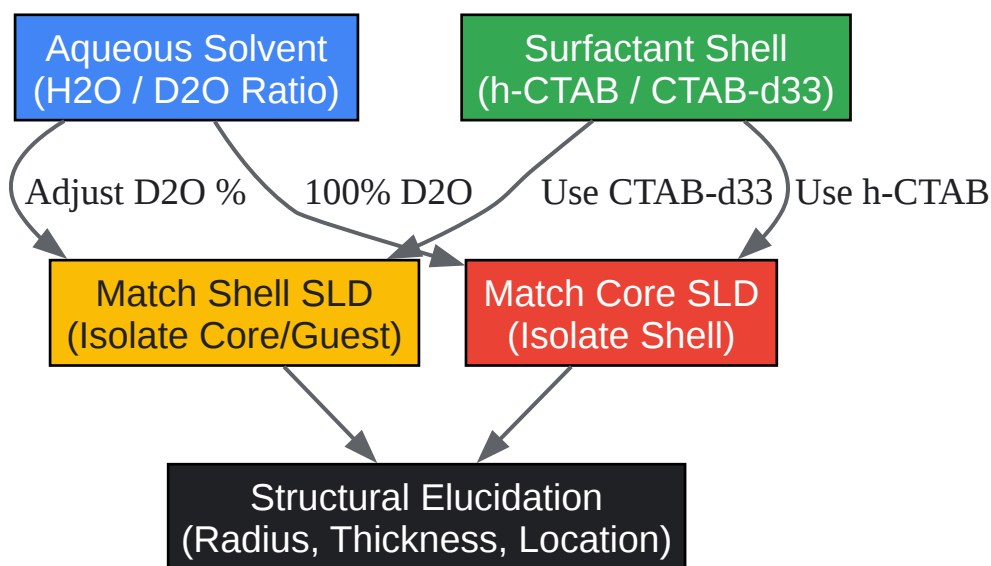 Aqueous Solvent
(H2O / D2O Ratio)
Surfactant Shell
(h-CTAB / CTAB-d33)
Adjust D2O %
100% D2O
Use CTAB-d33
Use h-CTAB
Match Shell SLD
(Isolate Core/Guest)
Match Core SLD
(Isolate Shell)
Structural Elucidation
(Radius, Thickness, Location)